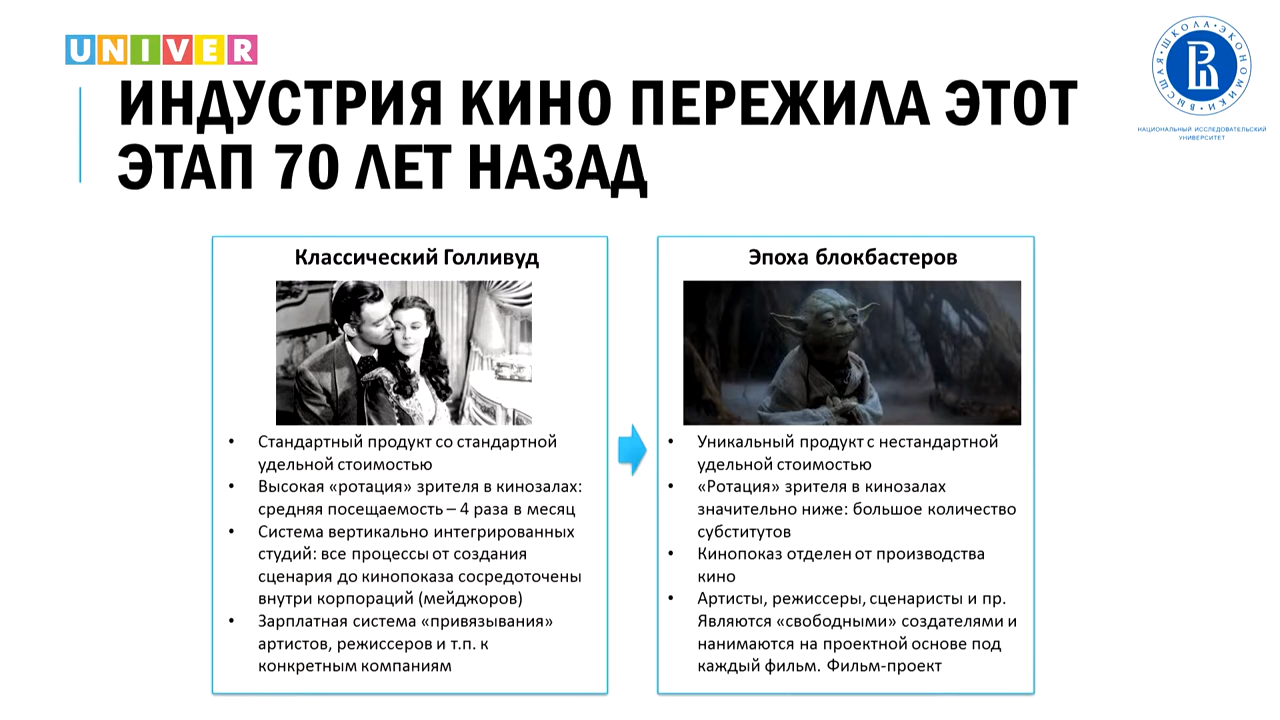 UNIVER
ИНДУСТРИЯ КИНО ПЕРЕЖИЛА ЭТОТ
ЭТАП 70 ЛЕТ НАЗАД
ВЫСШАЯ ШКОЛА ЭКОНОМИКИ
НАЦИОНАЛЬНЫЙ ИССЛЕДОВАТЕЛЬСКИЙ
УНИВЕРСИТЕТ
Классический Голливуд
• Стандартный продукт со стандартной
удельной стоимостью
• Высокая «ротация» зрителя в кинозалах:
средняя посещаемость – 4 раза в месяц
• Система вертикально интегрированных
студий: все процессы от создания
сценария до кинопоказа сосредоточены
внутри корпораций (мейджоров)
• Зарплатная система «привязывания»
артистов, режиссеров и т.п. к
конкретным компаниям
Эпоха блокбастеров
• Уникальный продукт с нестандартной
удельной стоимостью
• «Ротация» зрителя в кинозалах
значительно ниже: большое количество
субститутов
• Кинопоказ отделен от производства
кино
• Артисты, режиссеры, сценаристы и пр.
Являются «свободными» создателями и
нанимаются на проектной основе под
каждый фильм. Фильм-проект